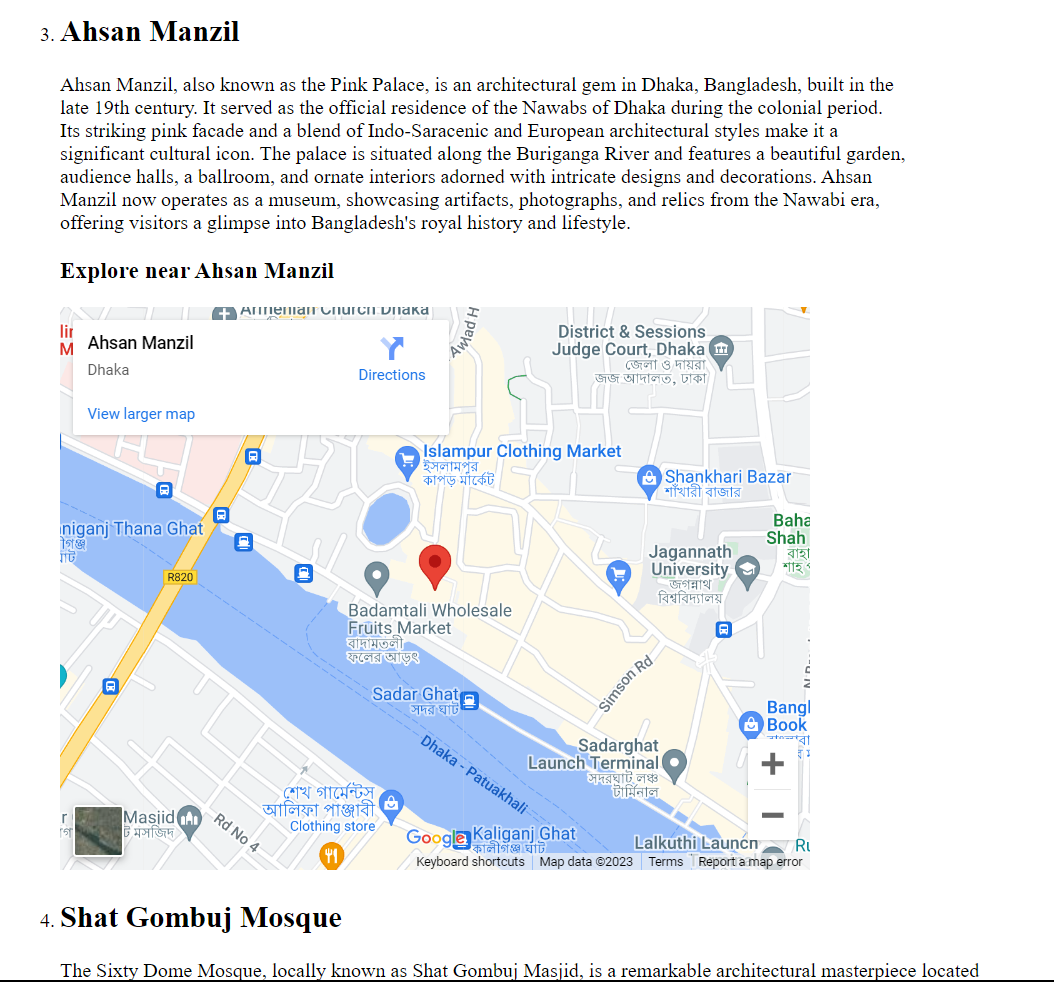 3. Ahsan Manzil
Ahsan Manzil, also known as the Pink Palace, is an architectural gem in Dhaka, Bangladesh, built in the
late 19th century. It served as the official residence of the Nawabs of Dhaka during the colonial period.
Its striking pink facade and a blend of Indo-Saracenic and European architectural styles make it a
significant cultural icon. The palace is situated along the Buriganga River and features a beautiful garden,
audience halls, a ballroom, and ornate interiors adorned with intricate designs and decorations. Ahsan
Manzil now operates as a museum, showcasing artifacts, photographs, and relics from the Nawabi era,
offering visitors a glimpse into Bangladesh's royal history and lifestyle.
Explore near Ahsan Manzil
Armenian Church Dhaka
Ahsan Manzil
Dhaka
Directions
View larger map
District & Sessions
Judge Court, Dhaka
জেলা ও দায়রা
জজ আদালত, ঢাকা
Islampur Clothing Market
ইসলামপুর
কাপড় মার্কেট
Shankhari Bazar
শাঁখারী বাজার
niganj Thana Ghat
Baha
Shah
Jagannath
University
জগন্নাথ
বিশ্ববিদ্যালয়
R820
Badamtali Wholesale
Fruits Market
বাদামতলী
ফলের আড়ৎ
Simson Rd
Sadar Ghat
সদর ঘাট
Bangl
Book
Dhaka - Patuakhali
Sadarghat
Launch Terminal
সদরঘাট লঞ্চ
টার্মিনাল
শেখ গার্মেন্টস
আলিফা পাঞ্জাবী
Clothing store
Masjid
মসজিদ
Rd No 4
Google
Kaliganj Ghat
কালীগঞ্জ ঘাট
Lalkuthi Launch
Keyboard shortcuts
Map data ©2023
Terms
Report a map error
4. Shat Gombuj Mosque
The Sixty Dome Mosque, locally known as Shat Gombuj Masjid, is a remarkable architectural masterpiece located